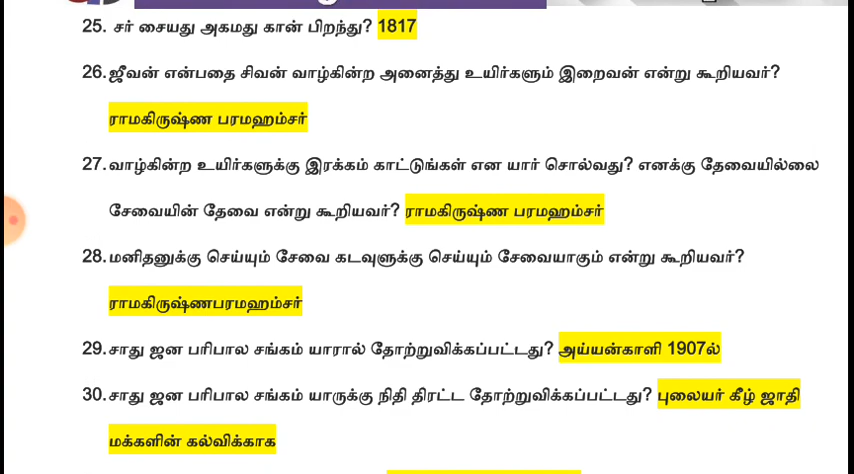 25. சர் சையது அகமது கான் பிறந்து? 1817
26.ஜீவன் என்பதை சிவன் வாழ்கின்ற அனைத்து உயிர்களும் இறைவன் என்று கூறியவர்?
ராமகிருஷ்ண பரமஹம்சர்
27.வாழ்கின்ற உயிர்களுக்கு இரக்கம் காட்டுங்கள் என யார் சொல்வது? எனக்கு தேவையில்லை
சேவையின் தேவை என்று கூறியவர்? ராமகிருஷ்ண பரமஹம்சர்
28.மனிதனுக்கு செய்யும் சேவை கடவுளுக்கு செய்யும் சேவையாகும் என்று கூறியவர்?
ராமகிருஷ்ணபரமஹம்சர்
29.சாது ஜன பரிபால சங்கம் யாரால் தோற்றுவிக்கப்பட்டது? அய்யன்காளி 1907ல்
30.சாது ஜன பரிபால சங்கம் யாருக்கு நிதி திரட்ட தோற்றுவிக்கப்பட்டது? புலையர் கீழ் ஜாதி
மக்களின் கல்விக்காக